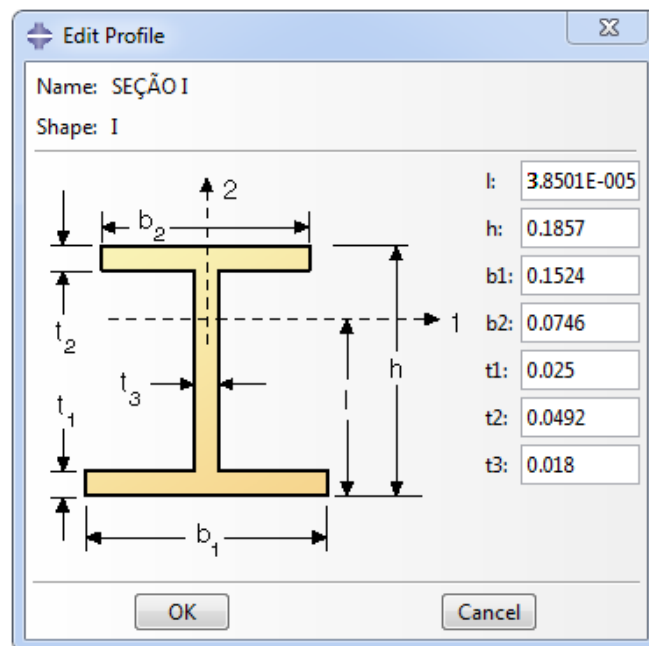 Edit Profile
Name: SEÇÃO I
Shape: I
2
b2
1
t2
t3
h
l
t1
b1
l: 3.8501E-005
h: 0.1857
b1: 0.1524
b2: 0.0746
t1: 0.025
t2: 0.0492
t3: 0.018
OK
Cancel